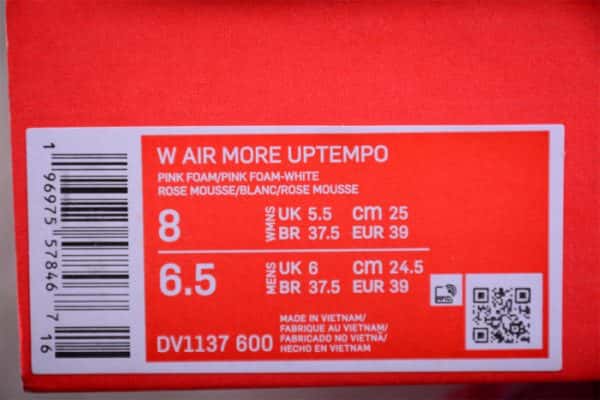 1 96975 57846 7 16
W AIR MORE UPTEMPO
PINK FOAM/PINK FOAM-WHITE
ROSE MOUSSE/BLANC/ROSE MOUSSE
8 WMNS UK 5.5 cm 25
BR 37.5 EUR 39
6.5 MENS UK 6 cm 24.5
BR 37.5 EUR 39
MADE IN VIETNAM/
FABRIQUE AU VIETNAM/
FABRICADO NO VIETNÃ/
HECHO EN VIETNAM
DV1137 600